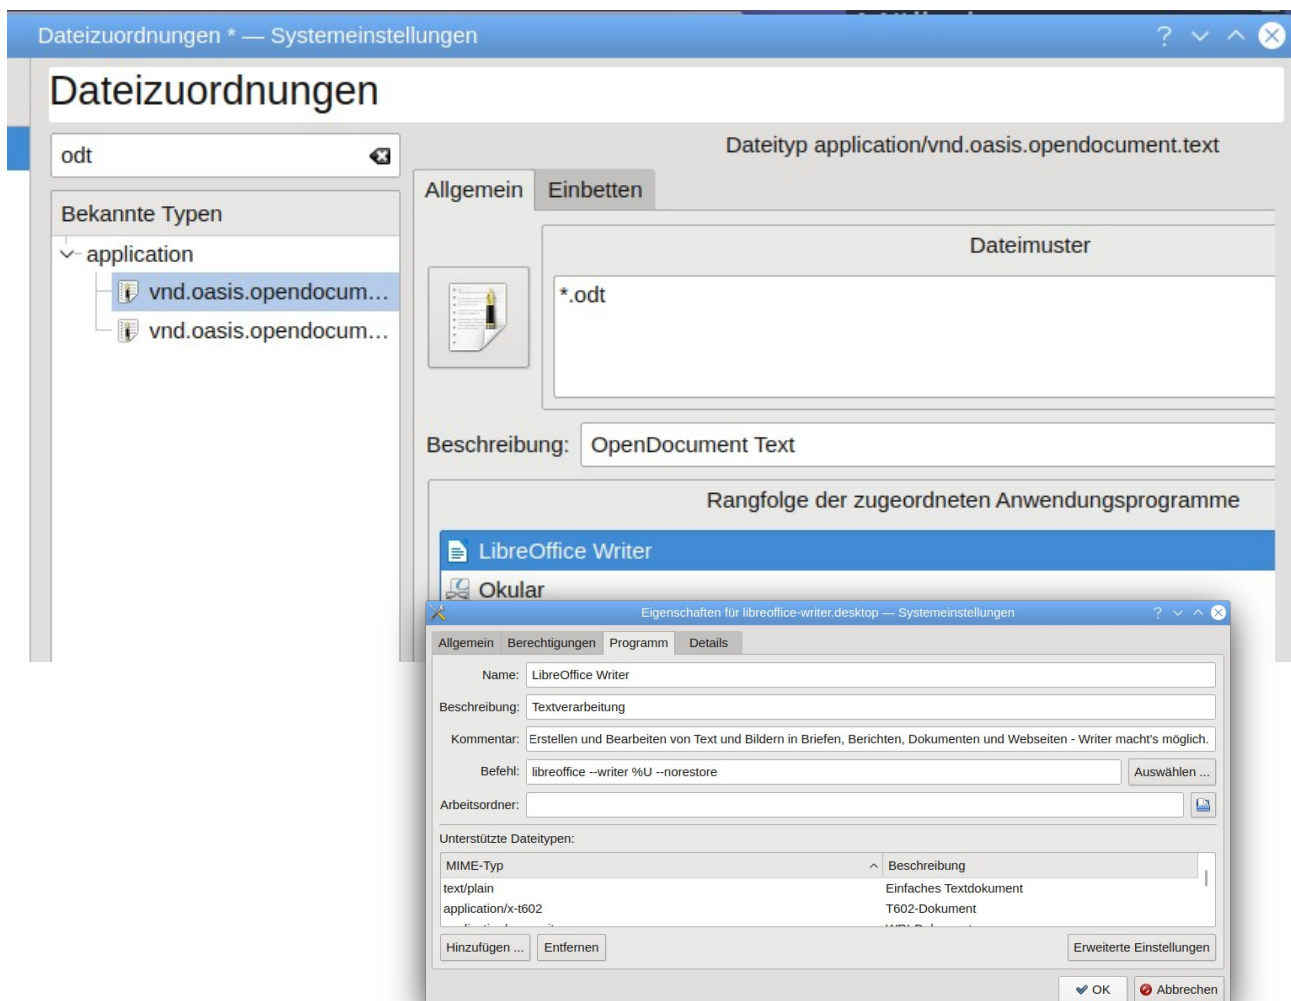 Dateizuordnungen * — Systemeinstellungen
Dateizuordnungen
odt
Dateityp application/vnd.oasis.opendocument.text
Allgemein Einbetten
Bekannte Typen
Dateimuster
application
vnd.oasis.opendocum...
*.odt
vnd.oasis.opendocum...
Beschreibung: OpenDocument Text
Rangfolge der zugeordneten Anwendungsprogramme
LibreOffice Writer
Okular
Eigenschaften für libreoffice-writer.desktop — Systemeinstellungen
Allgemein Berechtigungen Programm Details
Name: LibreOffice Writer
Beschreibung: Textverarbeitung
Kommentar: Erstellen und Bearbeiten von Text und Bildern in Briefen, Berichten, Dokumenten und Webseiten - Writer macht's möglich.
Befehl: libreoffice --writer %U --norestore Auswählen ...
Arbeitsordner:
Unterstützte Dateitypen:
MIME-Typ Beschreibung
text/plain Einfaches Textdokument
application/x-t602 T602-Dokument
Hinzufügen ... Entfernen Erweiterte Einstellungen
OK Abbrechen